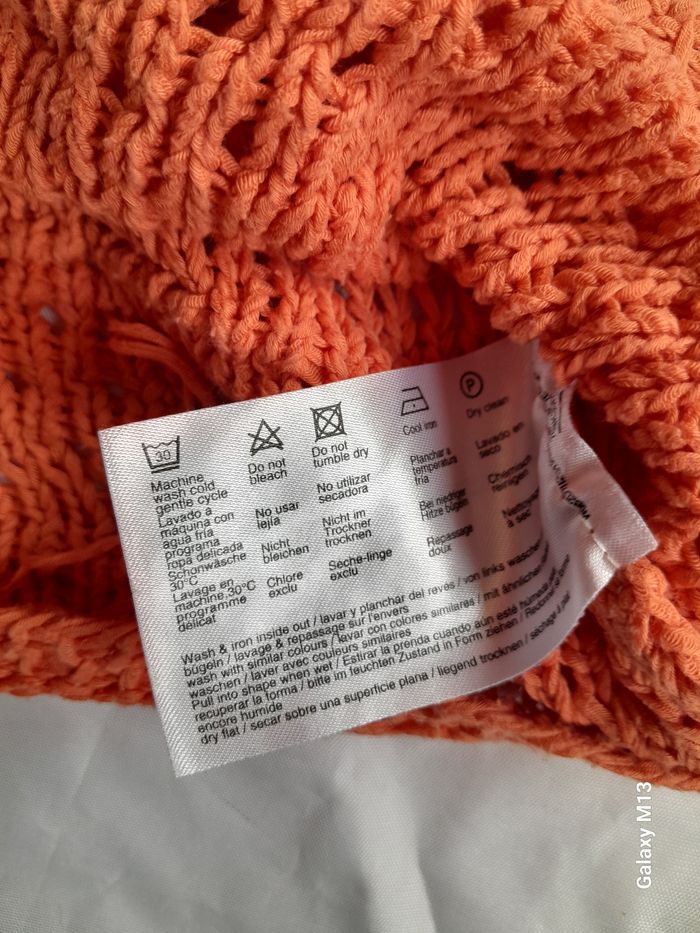 30
Machine
wash cold
gentle cycle
Lavado a
máquina con
agua fría
programa
ropa delicada
Schonwäsche
30°C
Lavage en
machine 30°C
programme
délicat
Do not
bleach
No usar
lejía
Nicht
bleichen
Chlore
exclu
Do not
tumble dry
No utilizar
secadora
Nicht im
Trockner
trocknen
Sèche-linge
exclu
Cool iron
Planchar a
temperatura
fría
Bei niedriger
Hitze bügeln
Repassage
doux
P
Dry clean
Lavado en
seco
Chemisch
reinigen
Nettoyage
à sec
Wash & iron inside out / lavar y planchar del revés / von links waschen
bügeln / lavage & repassage sur l'envers
wash with similar colours / lavar con colores similares / mit ähnlichen
waschen / laver avec couleurs similaires
Pull into shape when wet / Estirar la prenda cuando aún esté húmeda
recuperar la forma / bitte im feuchten Zustand in Form ziehen / Redonner
encore humide
dry flat / secar sobre una superficie plana / liegend trocknen / séchage à plat
Galaxy M13